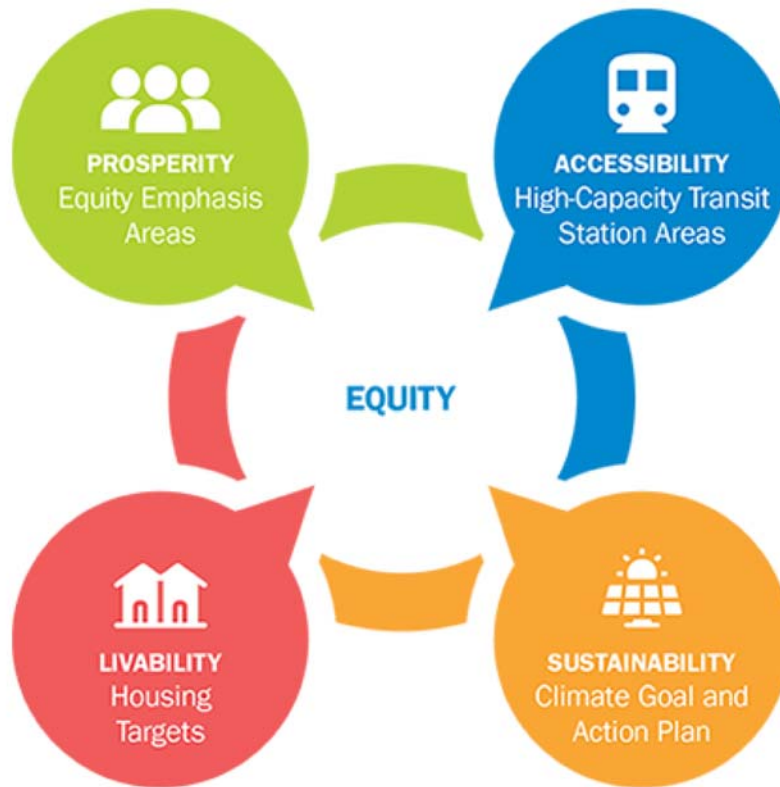 PROSPERITY
Equity Emphasis
Areas
ACCESSIBILITY
High-Capacity Transit
Station Areas
EQUITY
LIVABILITY
Housing
Targets
SUSTAINABILITY
Climate Goal and
Action Plan